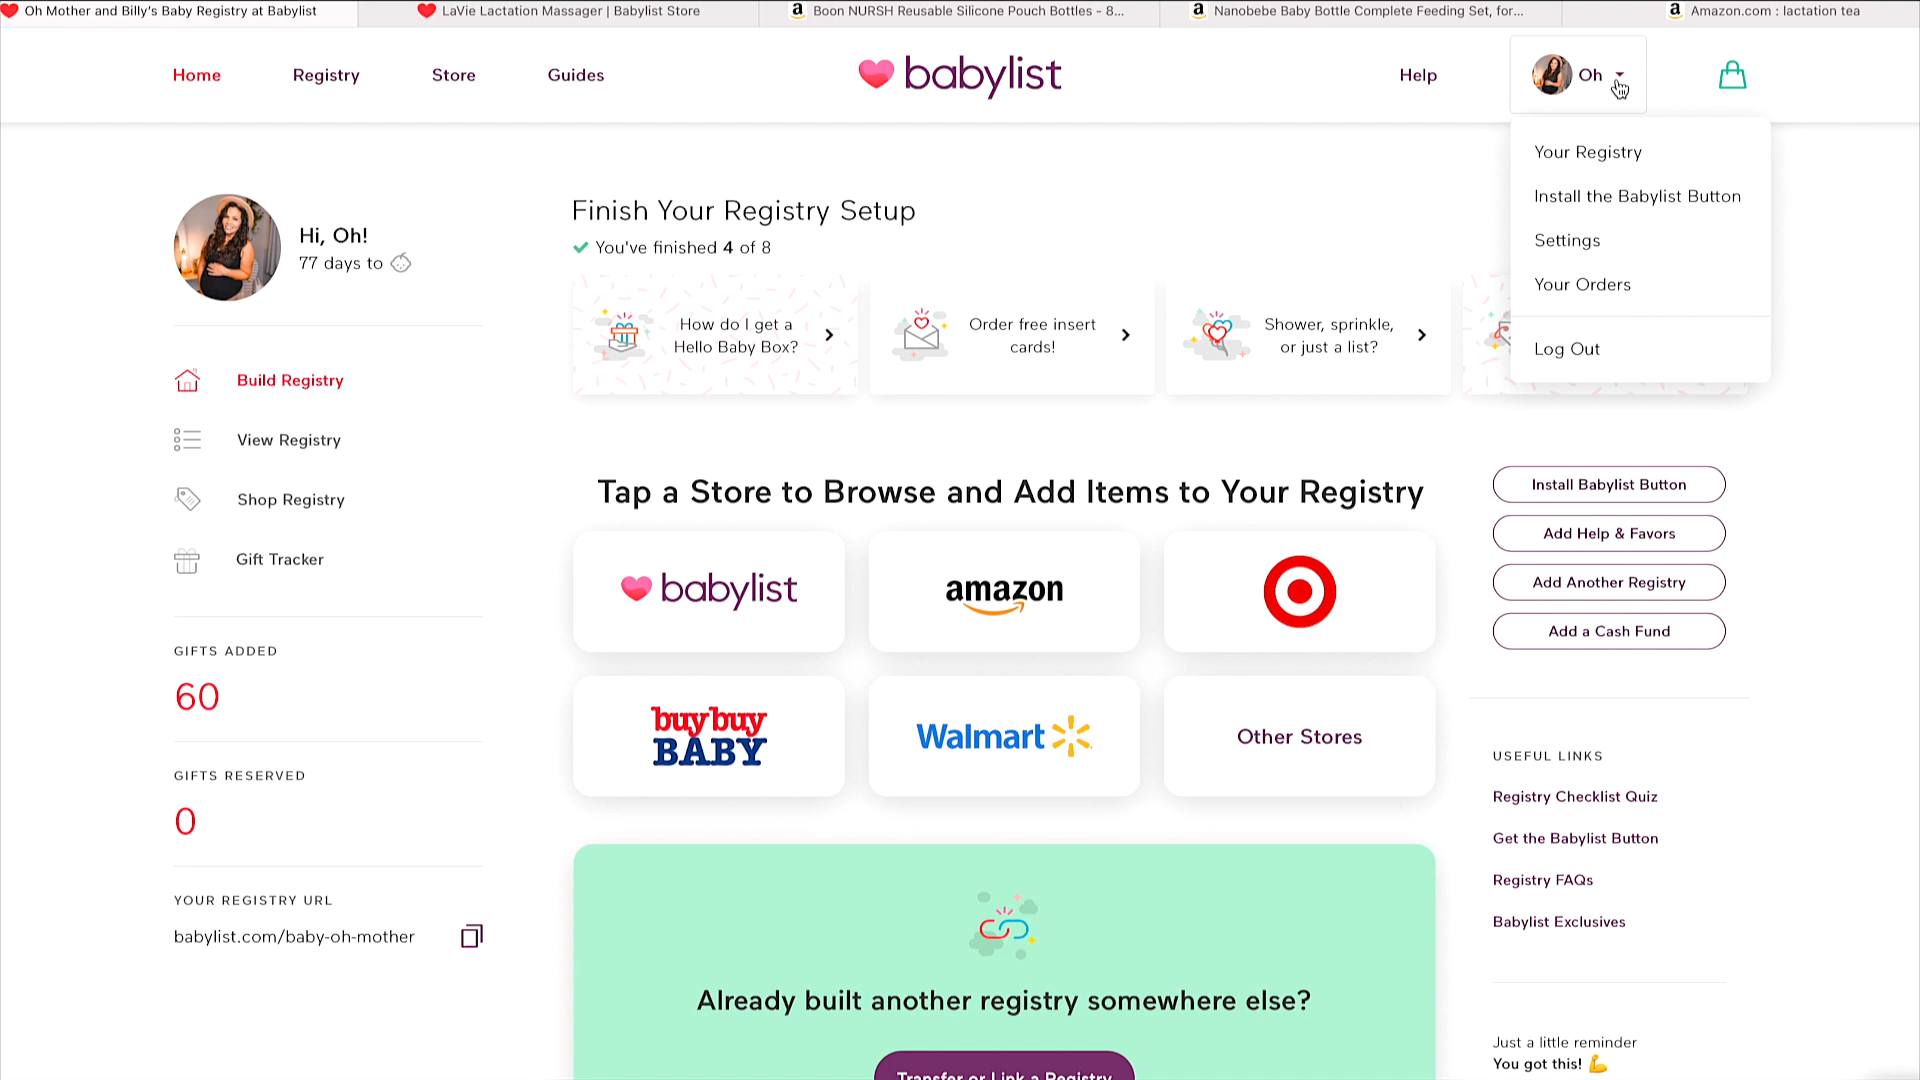 Oh Mother and Billy's Baby Registry at Babylist
LaVie Lactation Massager | Babylist Store
Boon NURSH Reusable Silicone Pouch Bottles - 8...
Nanobebe Baby Bottle Complete Feeding Set, for...
Amazon.com : lactation tea
Home
Registry
Store
Guides
babylist
Help
Oh
Your Registry
Install the Babylist Button
Settings
Your Orders
Log Out
Hi, Oh!
77 days to
Finish Your Registry Setup
You've finished 4 of 8
How do I get a
Hello Baby Box?
Order free insert
cards!
Shower, sprinkle,
or just a list?
Build Registry
View Registry
Shop Registry
Gift Tracker
GIFTS ADDED
60
GIFTS RESERVED
0
YOUR REGISTRY URL
babylist.com/baby-oh-mother
Tap a Store to Browse and Add Items to Your Registry
babylist
amazon
buybuy
BABY
Walmart
Other Stores
Already built another registry somewhere else?
Transfer or Link a Registry
Install Babylist Button
Add Help & Favors
Add Another Registry
Add a Cash Fund
USEFUL LINKS
Registry Checklist Quiz
Get the Babylist Button
Registry FAQs
Babylist Exclusives
Just a little reminder
You got this! 💪